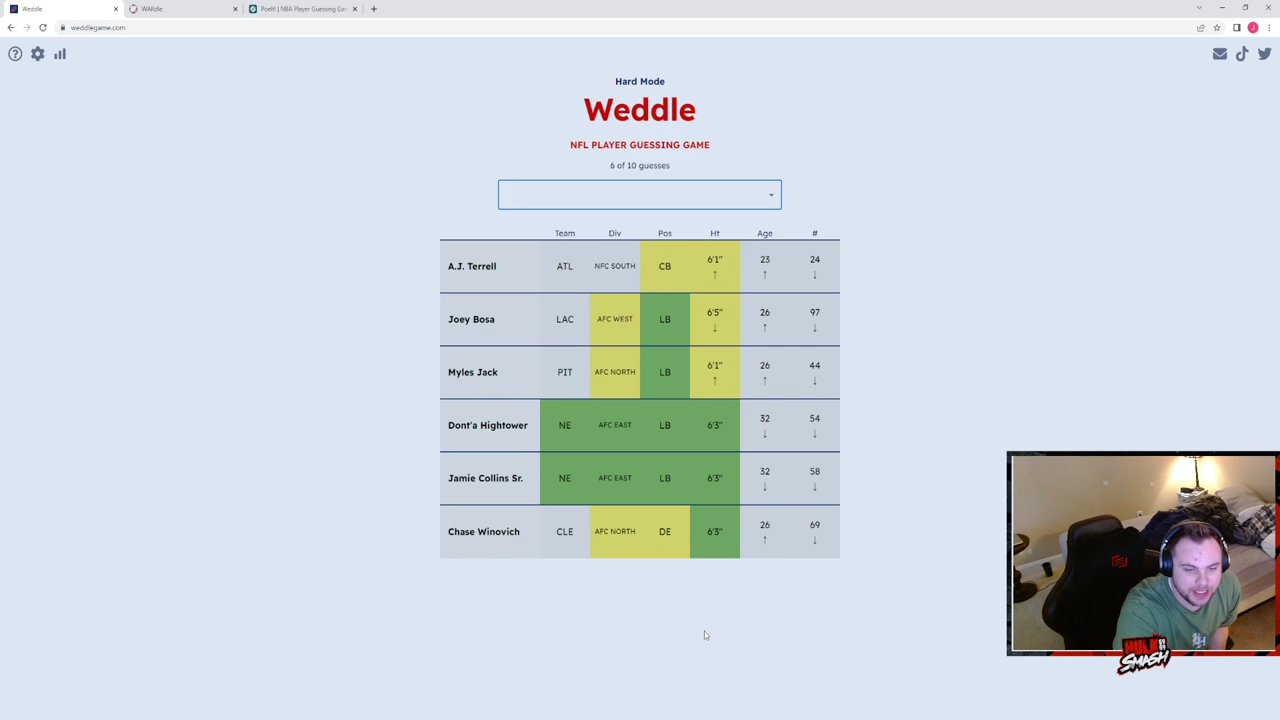 Weddle
WARdle
Poeltl | NBA Player Guessing Ga
weddlegame.com
J
Hard Mode
Weddle
NFL PLAYER GUESSING GAME
6 of 10 guesses
Team Div Pos Ht Age #
A.J. Terrell ATL NFC SOUTH CB 6'1" ↑ 23 ↑ 24 ↓
Joey Bosa LAC AFC WEST LB 6'5" ↓ 26 ↑ 97 ↓
Myles Jack PIT AFC NORTH LB 6'1" ↑ 26 ↑ 44 ↓
Dont'a Hightower NE AFC EAST LB 6'3" 32 ↓ 54 ↓
Jamie Collins Sr. NE AFC EAST LB 6'3" 32 ↓ 58 ↓
Chase Winovich CLE AFC NORTH DE 6'3" 26 ↑ 69 ↓
HULK
SMASH